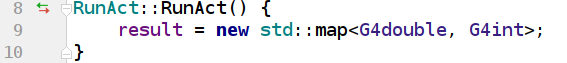 8 RunAct::RunAct() {
9 result = new std::map<G4double, G4int>;
10 }